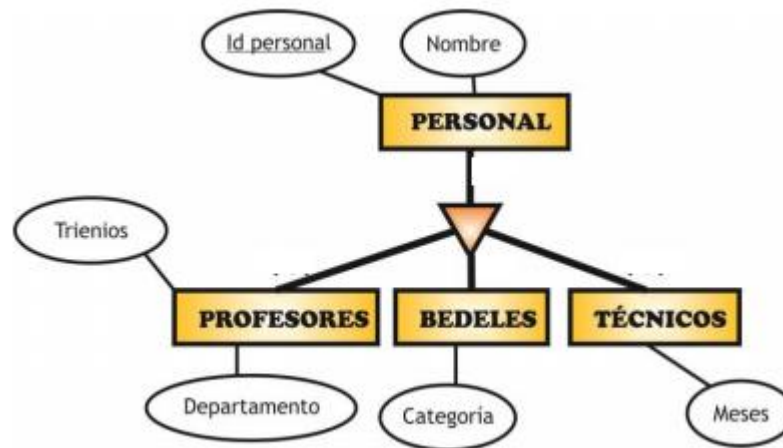 Id personal
Nombre
PERSONAL
Trienios
PROFESORES
BEDELES
TÉCNICOS
Departamento
Categoría
Meses